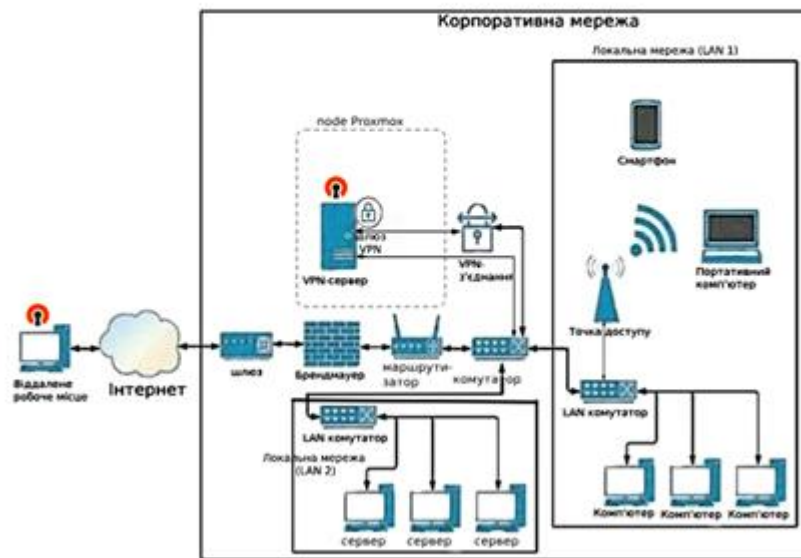 Корпоративна мережа
Локальна мережа (LAN 1)
node Proxmox
Смартфон
шлюз
VPN
VPN-сервер
VPN-
з'єднання
Портативний
комп'ютер
Точка доступу
Віддалене
робоче місце
Інтернет
шлюз
Брендмауер
маршрути-
затор
комутатор
LAN комутатор
LAN комутатор
Локальна мережа
(LAN 2)
сервер
сервер
сервер
Комп'ютер
Комп'ютер
Комп'ютер